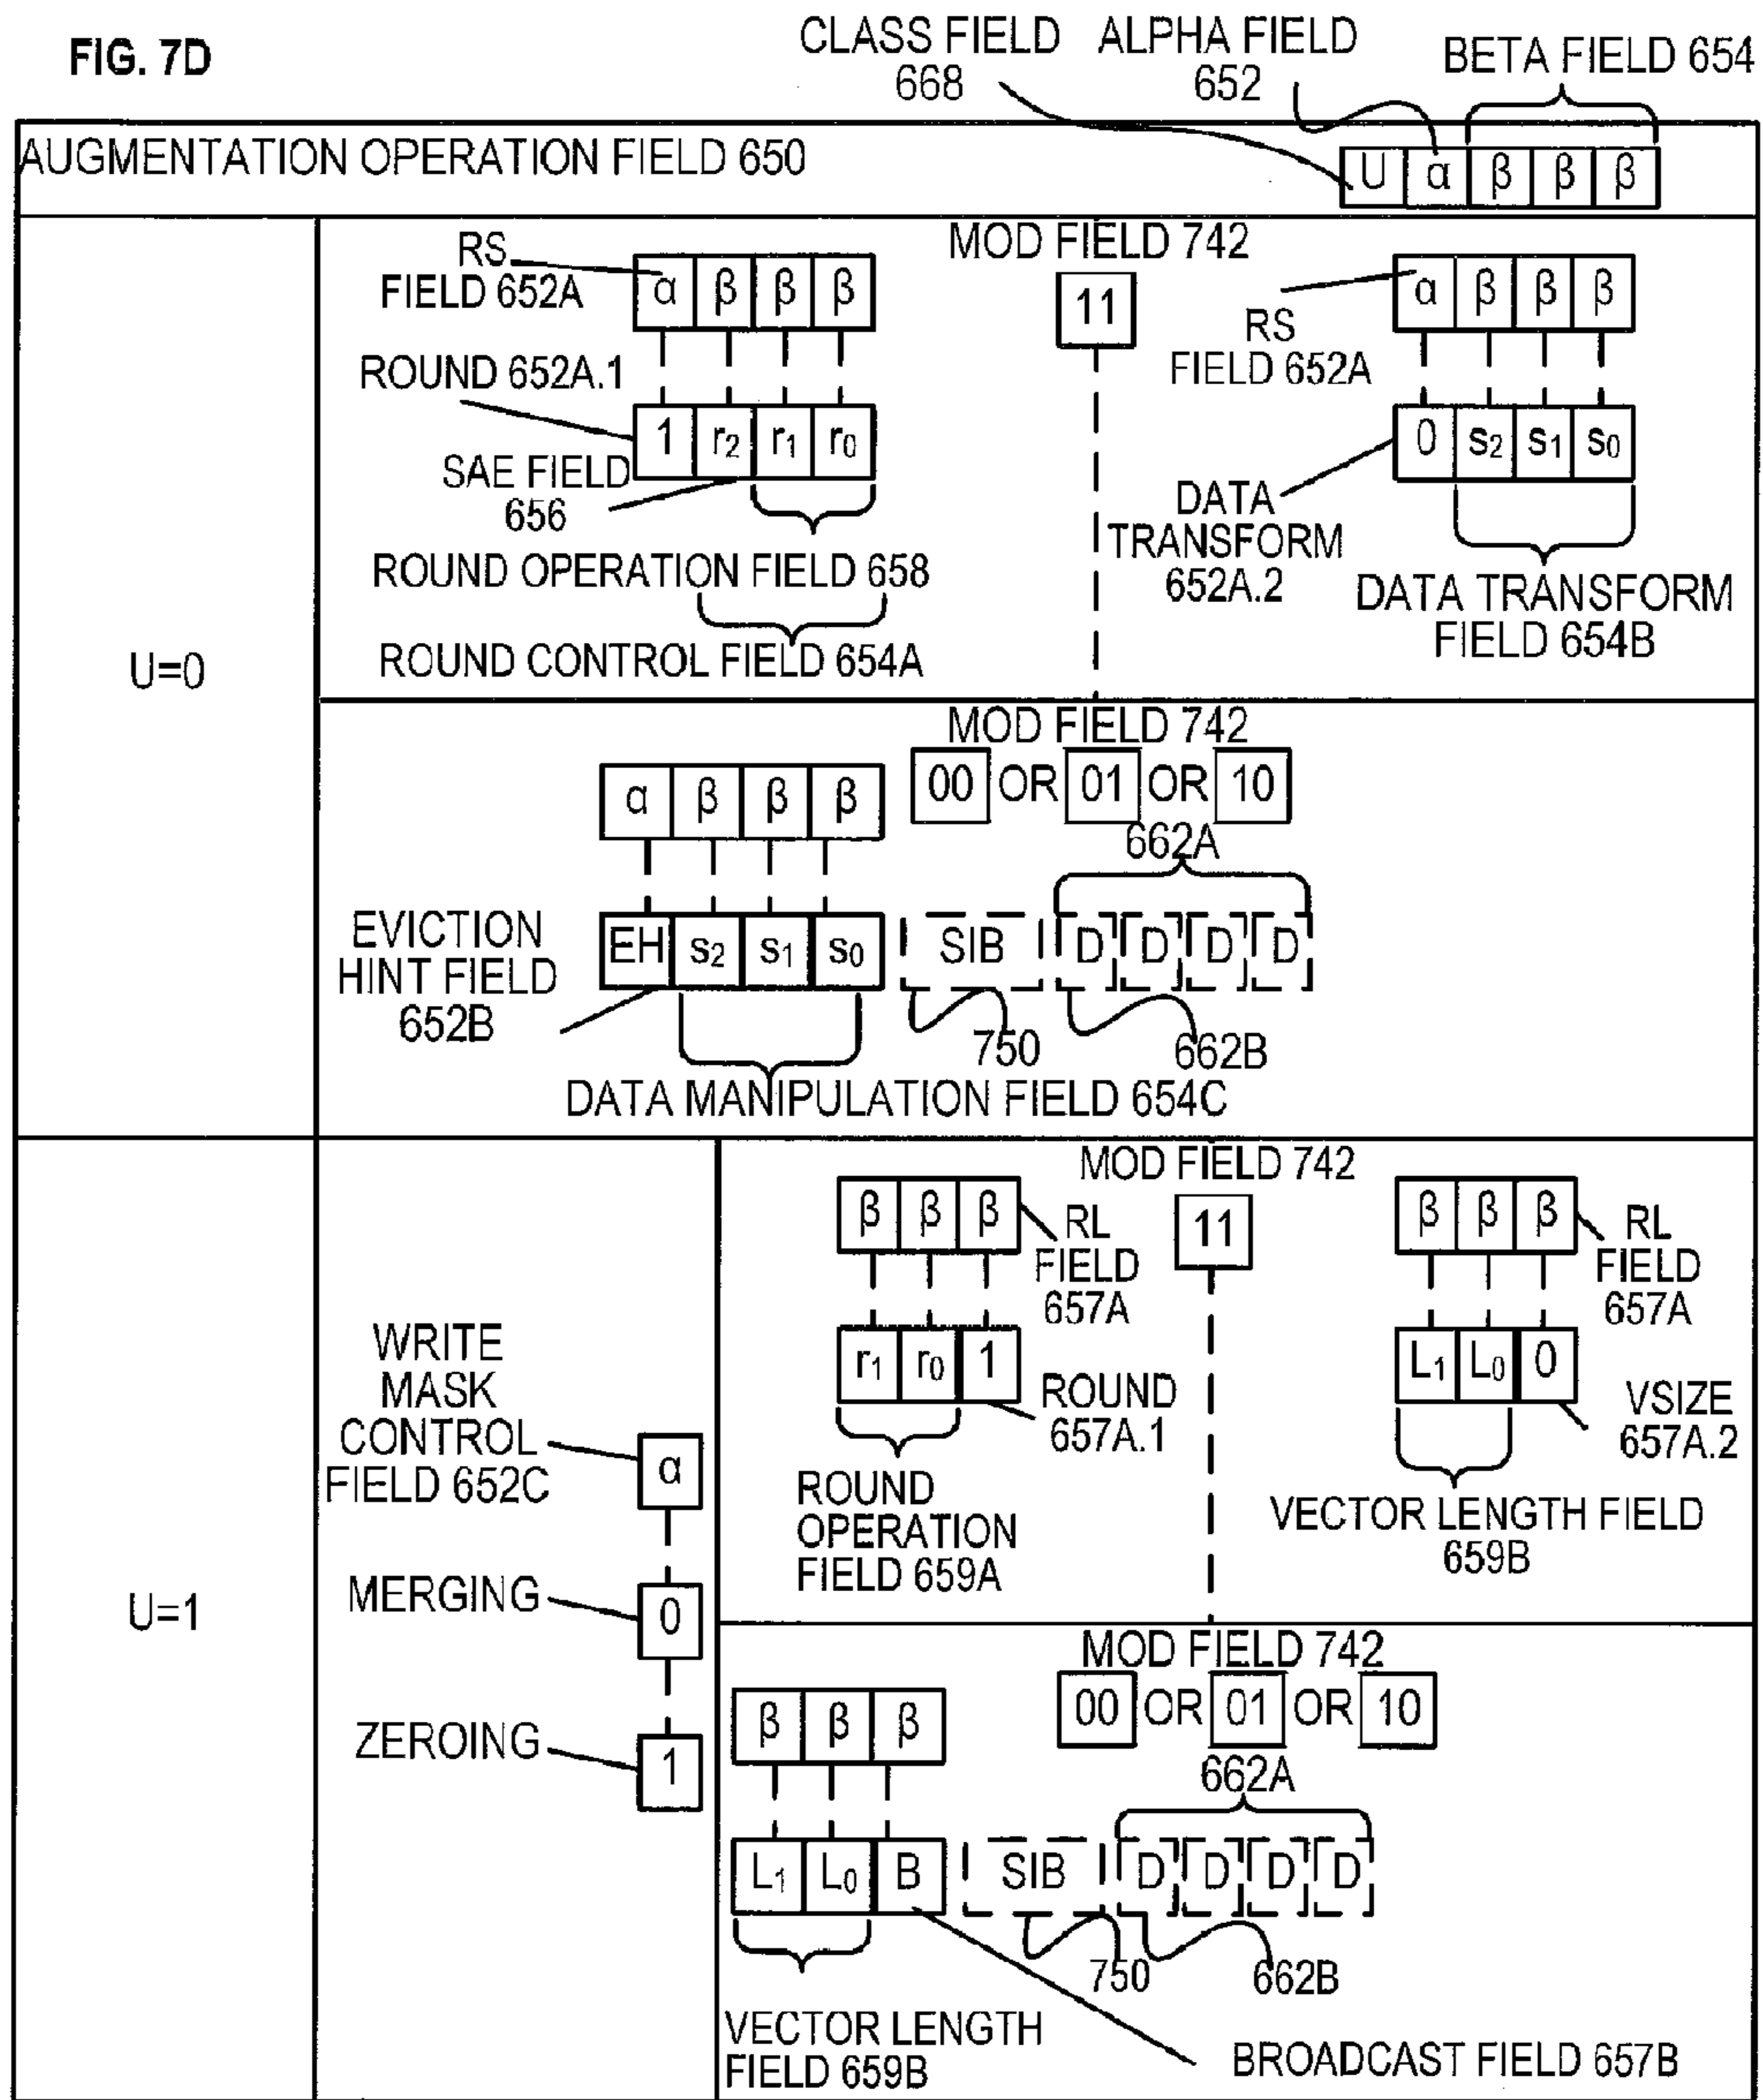 FIG. 7D
CLASS FIELD
668
ALPHA FIELD
652
BETA FIELD 654
AUGMENTATION OPERATION FIELD 650
U α β β β
U=0
MOD FIELD 742
11
RS
FIELD 652A
α β β β
ROUND 652A.1
1 r2 r1 r0
SAE FIELD
656
ROUND OPERATION FIELD 658
ROUND CONTROL FIELD 654A
α β β β
RS
FIELD 652A
0 s2 s1 s0
DATA
TRANSFORM
652A.2
DATA TRANSFORM
FIELD 654B
MOD FIELD 742
00 OR 01 OR 10
α β β β
662A
EVICTION
HINT FIELD
652B
EH s2 s1 s0 SIB D D D D
750
662B
DATA MANIPULATION FIELD 654C
U=1
WRITE
MASK
CONTROL
FIELD 652C
α
MERGING
0
ZEROING
1
MOD FIELD 742
11
β β β
RL
FIELD
657A
r1 r0 1
ROUND
657A.1
ROUND
OPERATION
FIELD 659A
β β β
RL
FIELD
657A
L1 L0 0
VSIZE
657A.2
VECTOR LENGTH FIELD
659B
MOD FIELD 742
00 OR 01 OR 10
β β β
662A
L1 L0 B SIB D D D D
750
662B
VECTOR LENGTH
FIELD 659B
BROADCAST FIELD 657B